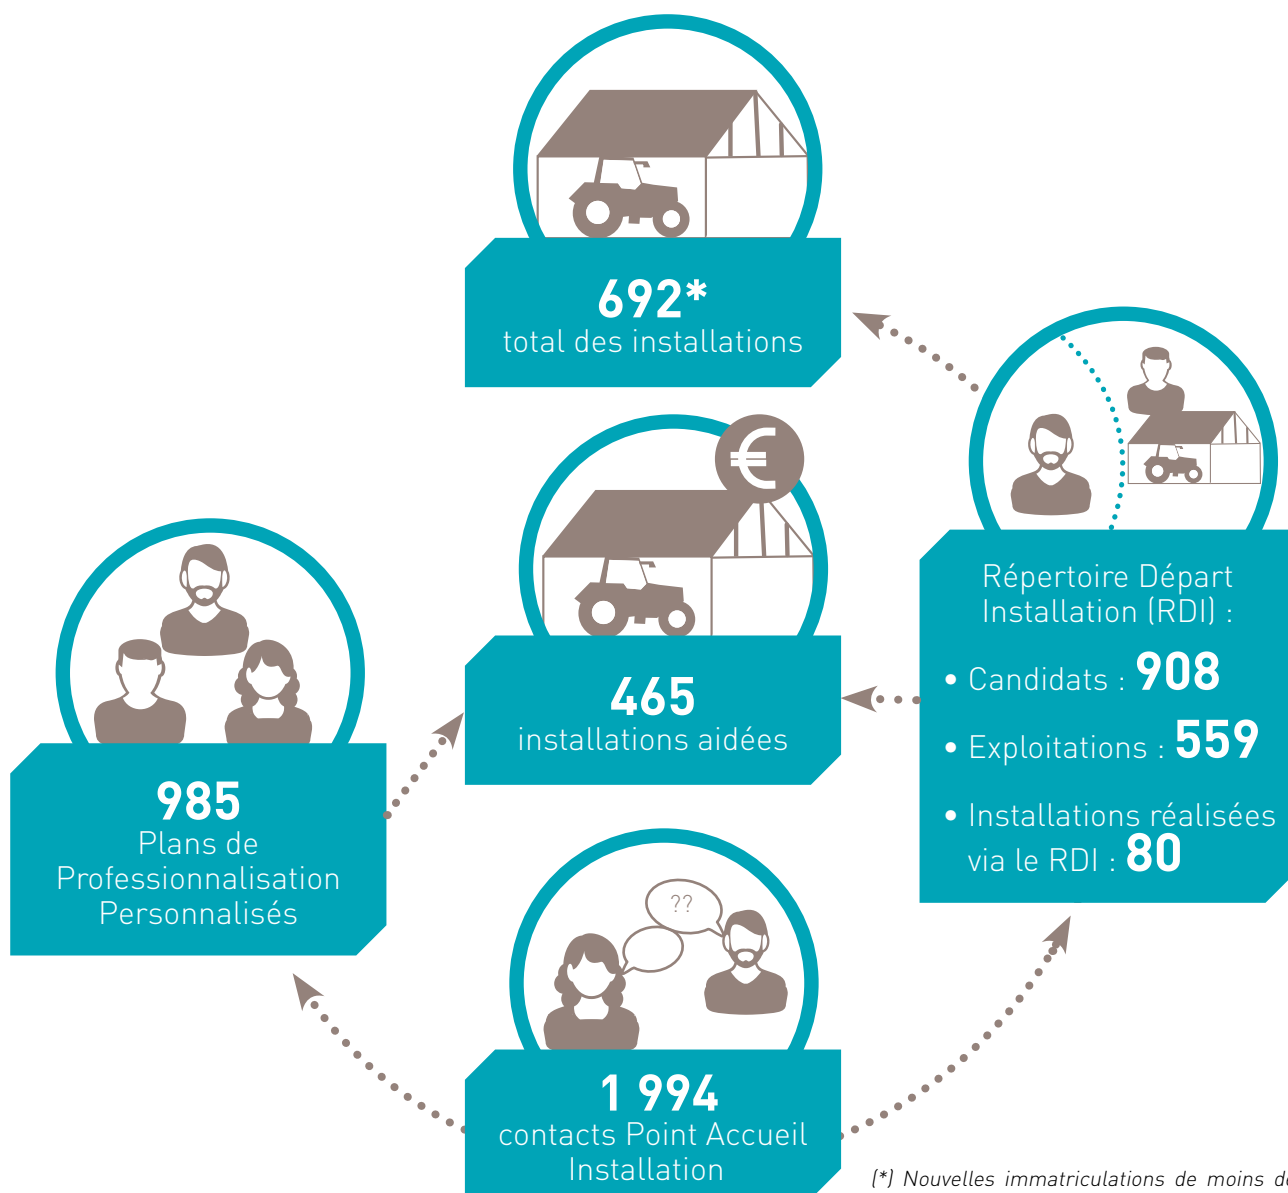 692*
total des installations
465
installations aidées
Répertoire Départ
Installation (RDI) :
• Candidats : 908
• Exploitations : 559
• Installations réalisées
via le RDI : 80
985
Plans de
Professionnalisation
Personnalisés
??
1 994
contacts Point Accueil
Installation
(*) Nouvelles immatriculations de moins